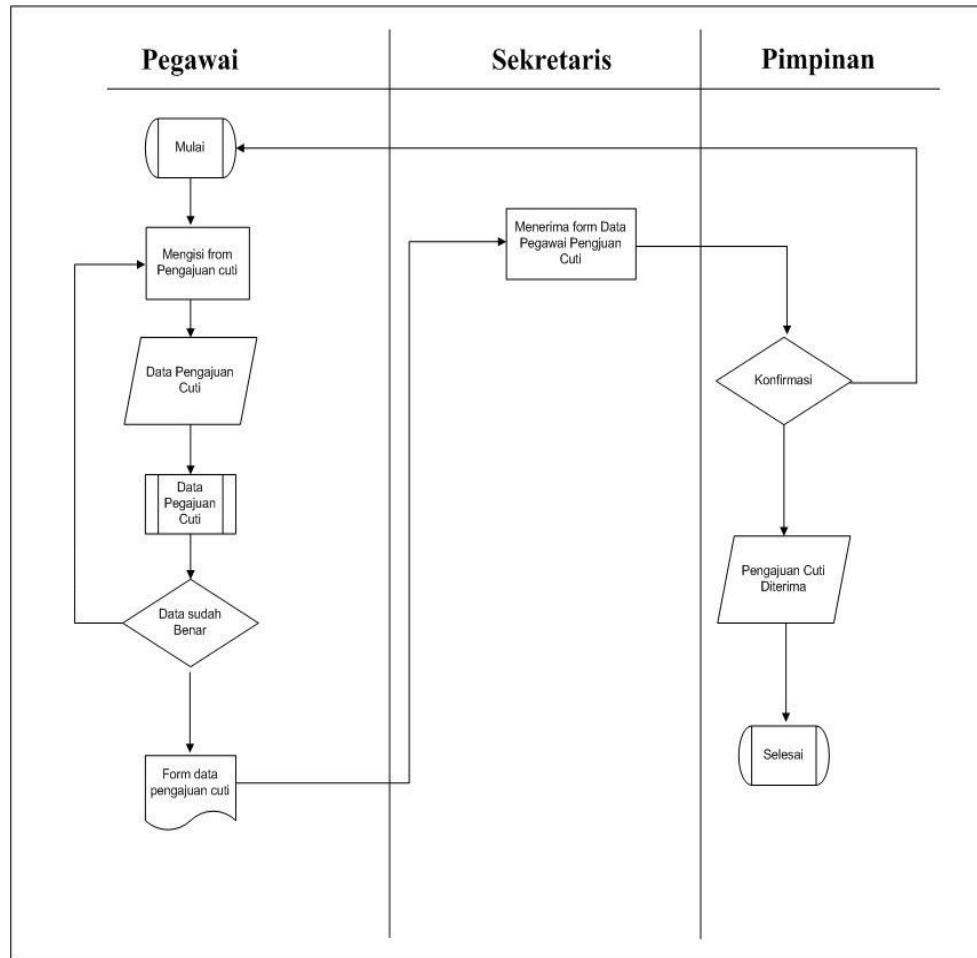 Pegawai
Sekretaris
Pimpinan
Mulai
Mengisi from
Pengajuan cuti
Data Pengajuan
Cuti
Data
Pegajuan
Cuti
Data sudah
Benar
Form data
pengajuan cuti
Menerima form Data
Pegawai Pengjuan
Cuti
Konfirmasi
Pengajuan Cuti
Diterima
Selesai